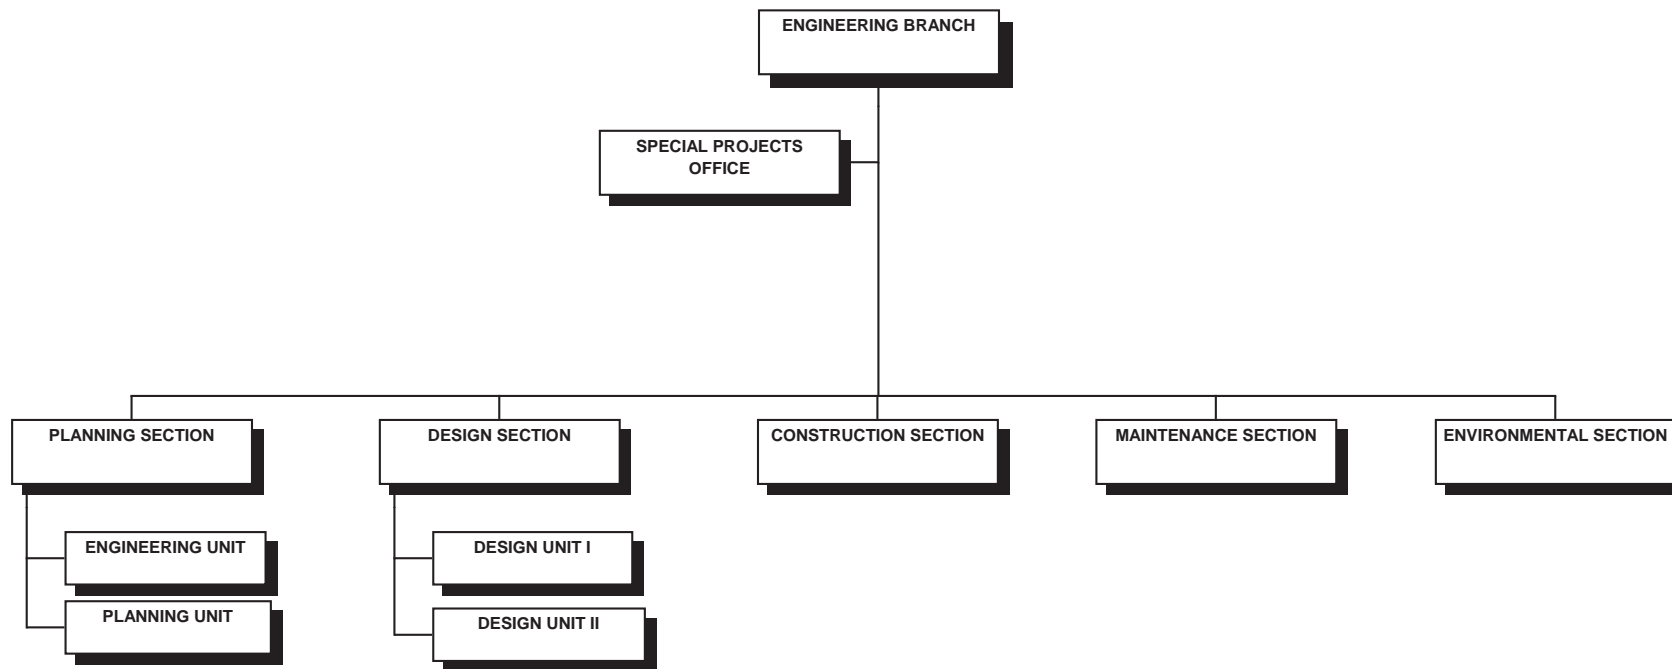 ENGINEERING BRANCH
SPECIAL PROJECTS
OFFICE
PLANNING SECTION
DESIGN SECTION
CONSTRUCTION SECTION
MAINTENANCE SECTION
ENVIRONMENTAL SECTION
ENGINEERING UNIT
DESIGN UNIT I
PLANNING UNIT
DESIGN UNIT II